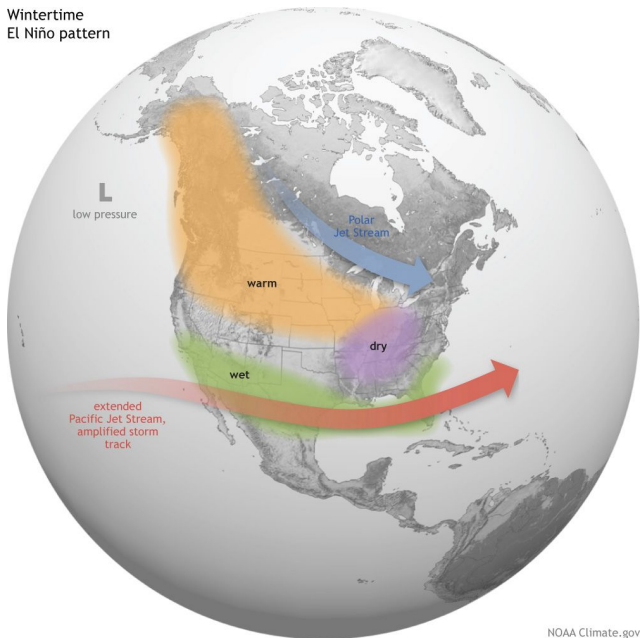 Wintertime
El Niño pattern
L
low pressure
Polar
Jet Stream
warm
dry
wet
extended
Pacific Jet Stream,
amplified storm
track
NOAA Climate.gov